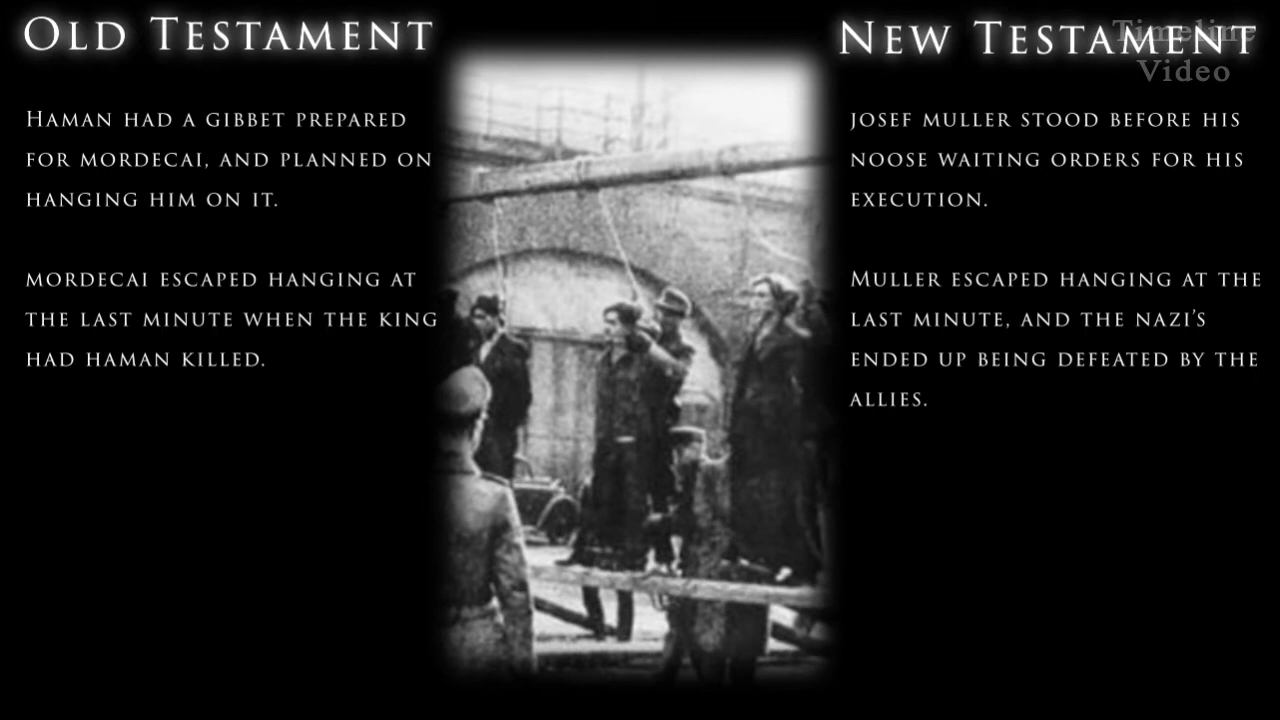 OLD TESTAMENT
HAMAN HAD A GIBBET PREPARED
FOR MORDECAI, AND PLANNED ON
HANGING HIM ON IT.
MORDECAI ESCAPED HANGING AT
THE LAST MINUTE WHEN THE KING
HAD HAMAN KILLED.
NEW TESTAMENT
Timeline
Video
JOSEF MULLER STOOD BEFORE HIS
NOOSE WAITING ORDERS FOR HIS
EXECUTION.
MULLER ESCAPED HANGING AT THE
LAST MINUTE, AND THE NAZI'S
ENDED UP BEING DEFEATED BY THE
ALLIES.